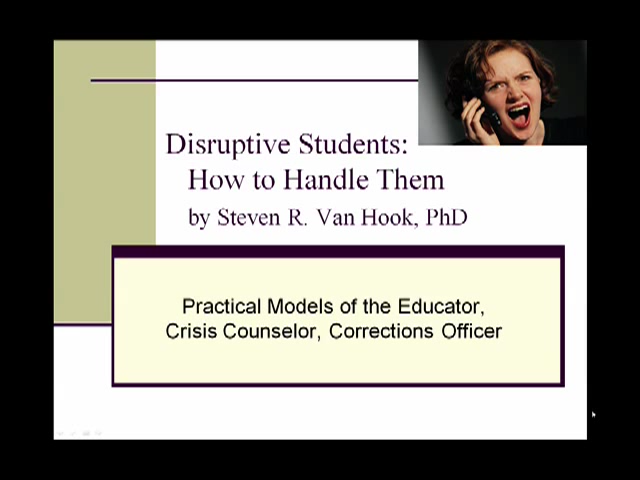 Disruptive Students:
How to Handle Them
by Steven R. Van Hook, PhD
Practical Models of the Educator,
Crisis Counselor, Corrections Officer